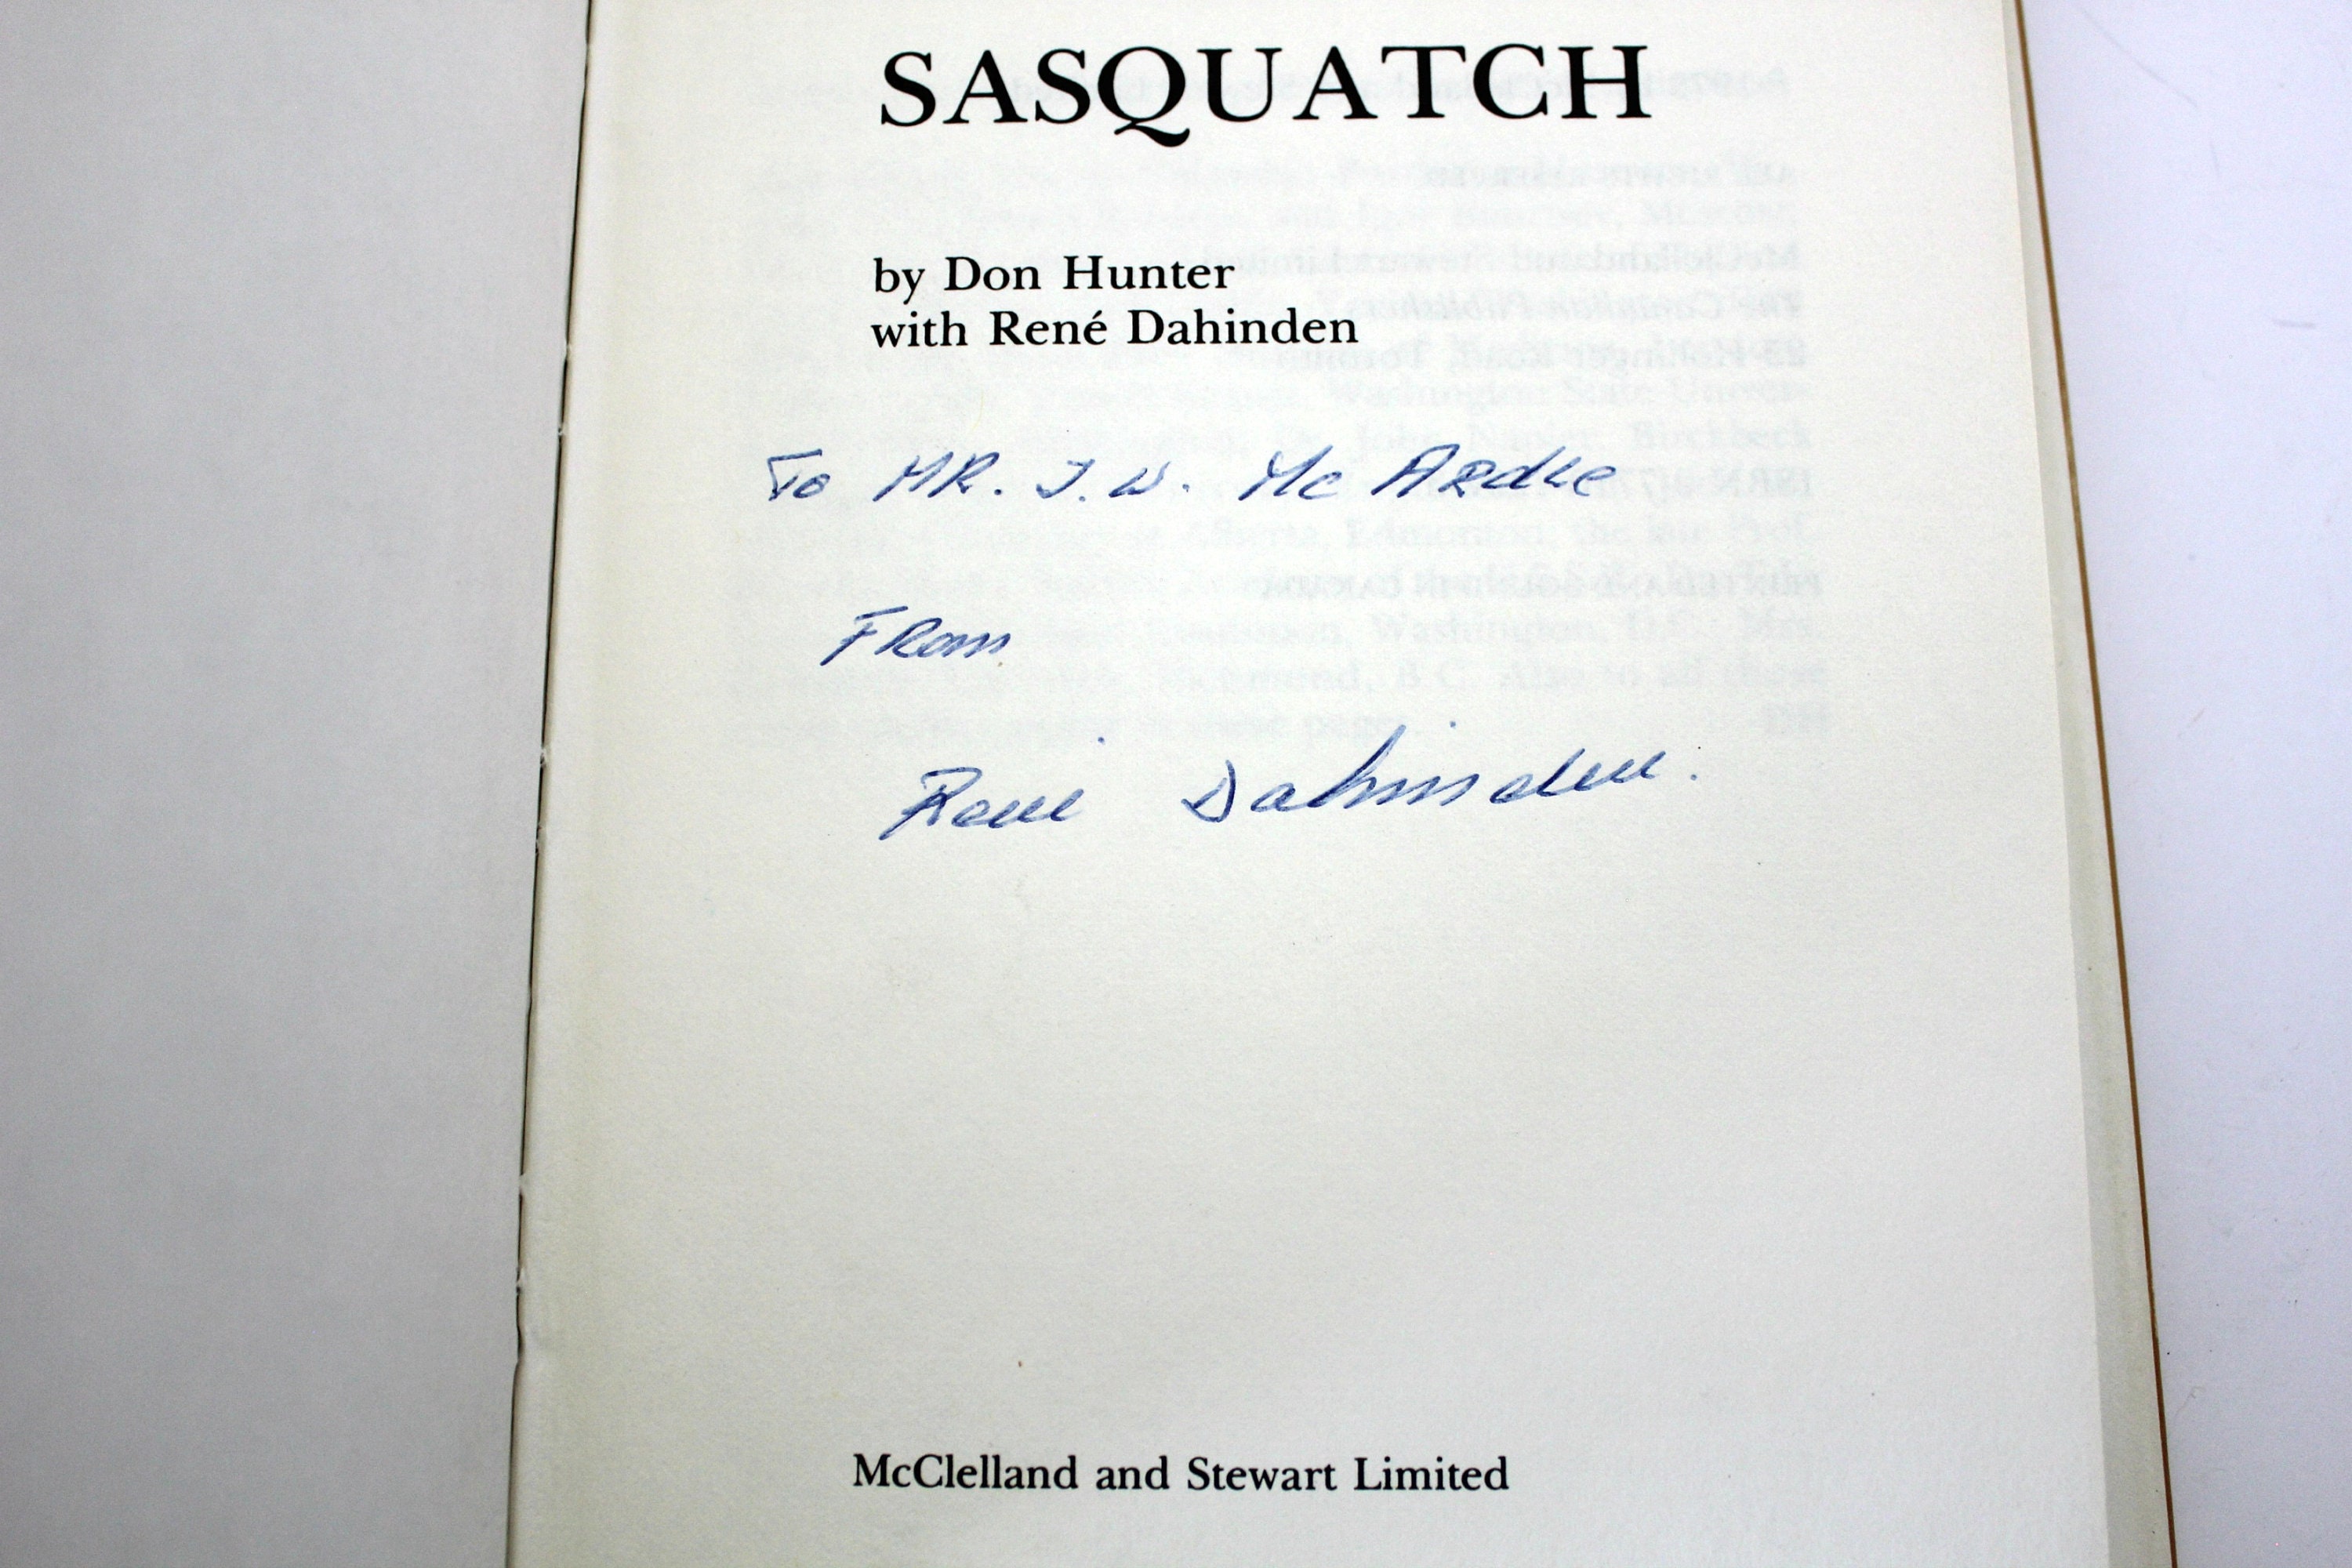 SASQUATCH
by Don Hunter
with René Dahinden
To MR. J. W. Mc ARdle
FRom
René Dahinden.
McClelland and Stewart Limited